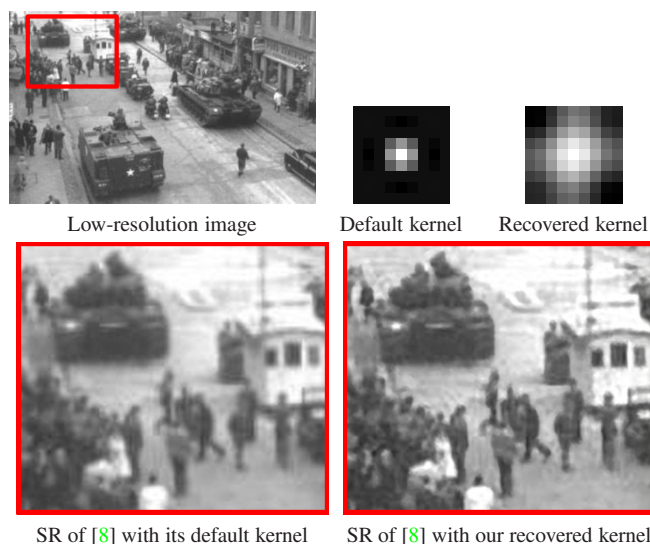 Low-resolution image
Default kernel
Recovered kernel
SR of [8] with its default kernel
SR of [8] with our recovered kernel